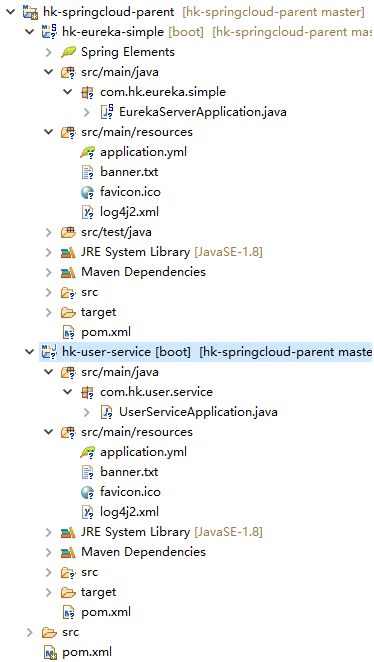 hk-springcloud-parent [hk-springcloud-parent master]
hk-eureka-simple [boot] [hk-springcloud-parent master]
Spring Elements
src/main/java
com.hk.eureka.simple
EurekaServerApplication.java
src/main/resources
application.yml
banner.txt
favicon.ico
log4j2.xml
src/test/java
JRE System Library [JavaSE-1.8]
Maven Dependencies
src
target
pom.xml
hk-user-service [boot] [hk-springcloud-parent maste
src/main/java
com.hk.user.service
UserServiceApplication.java
src/main/resources
application.yml
banner.txt
favicon.ico
log4j2.xml
JRE System Library [JavaSE-1.8]
Maven Dependencies
src
target
pom.xml
src
pom.xml